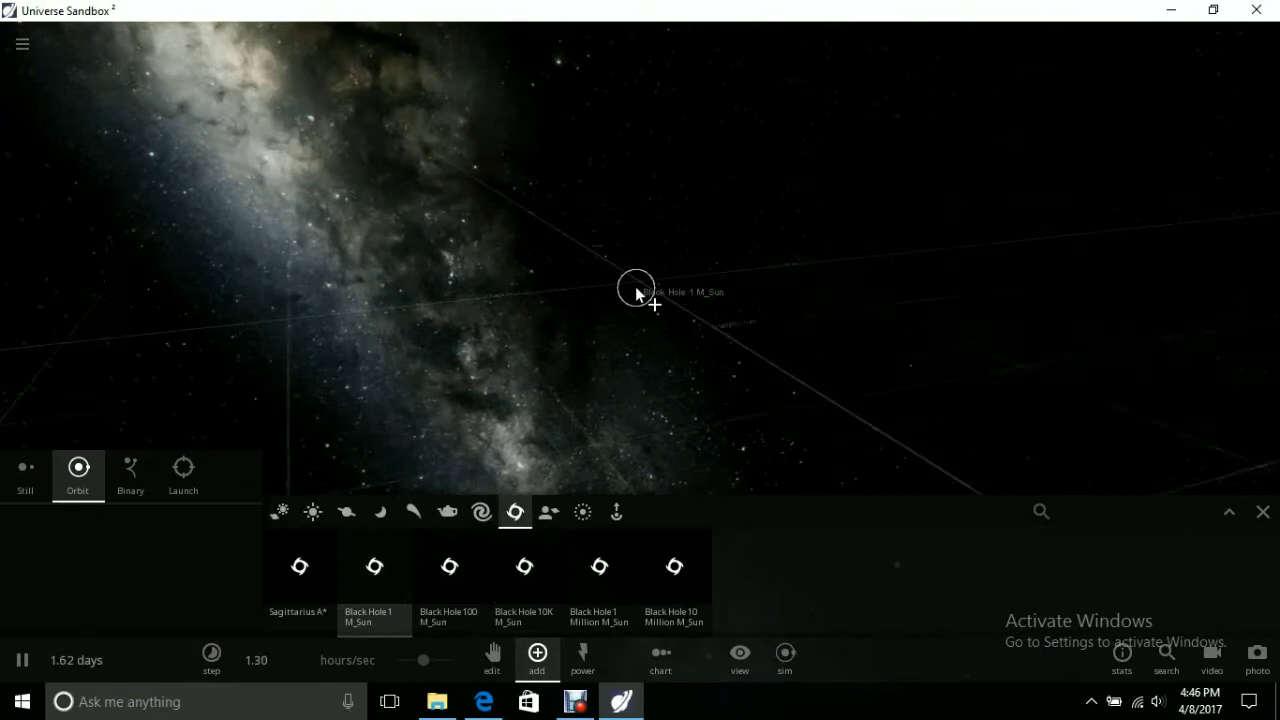 Universe Sandbox ²
Black Hole 1 M_Sun
Still
Orbit
Binary
Launch
Sagittarius A*
Black Hole 1
M_Sun
Black Hole 100
M_Sun
Black Hole 10K
M_Sun
Black Hole 1
Million M_Sun
Black Hole 10
Million M_Sun
Activate Windows
Go to Settings to activate Windows.
1.62 days
step
1.30
hours/sec
edit
add
power
chart
view
sim
stats
search
video
photo
Ask me anything
4:46 PM
4/8/2017